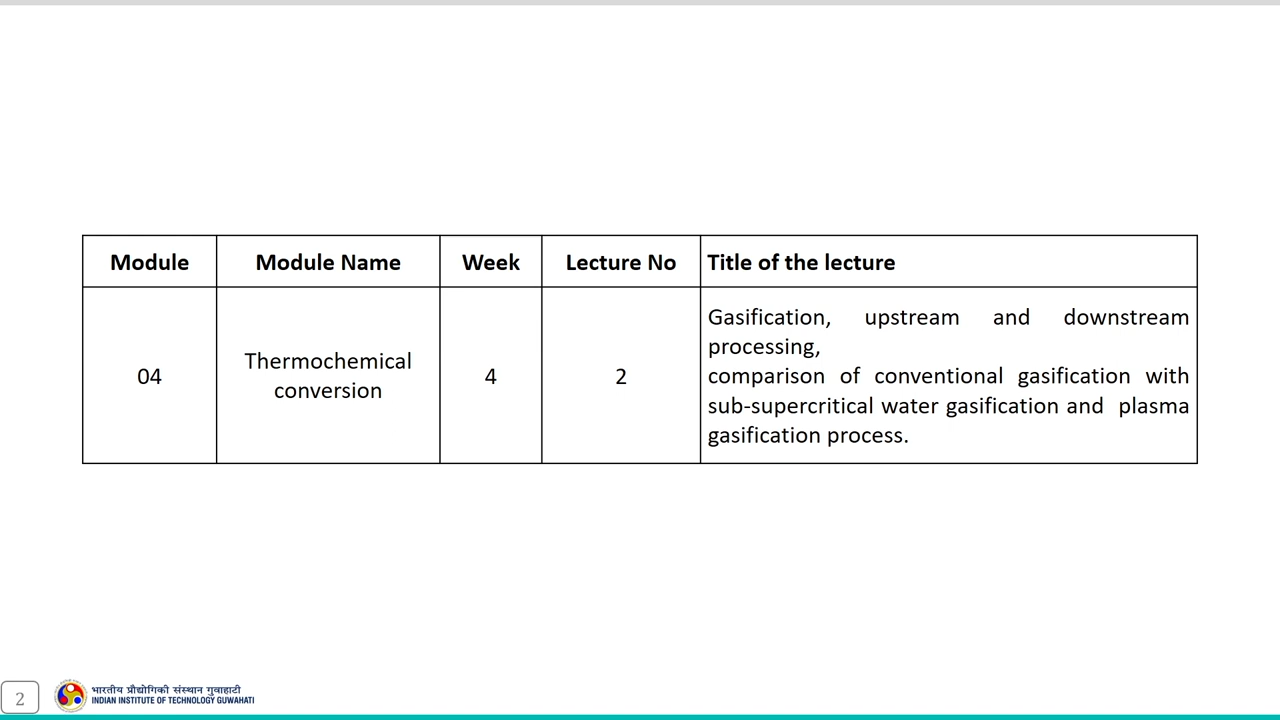 Module Module Name Week Lecture No Title of the lecture
04 Thermochemical conversion 4 2
Gasification, upstream and downstream
processing,
comparison of conventional gasification with
sub-supercritical water gasification and plasma
gasification process.
2
भारतीय प्रौद्योगिकी संस्थान गुवाहाटी
INDIAN INSTITUTE OF TECHNOLOGY GUWAHATI